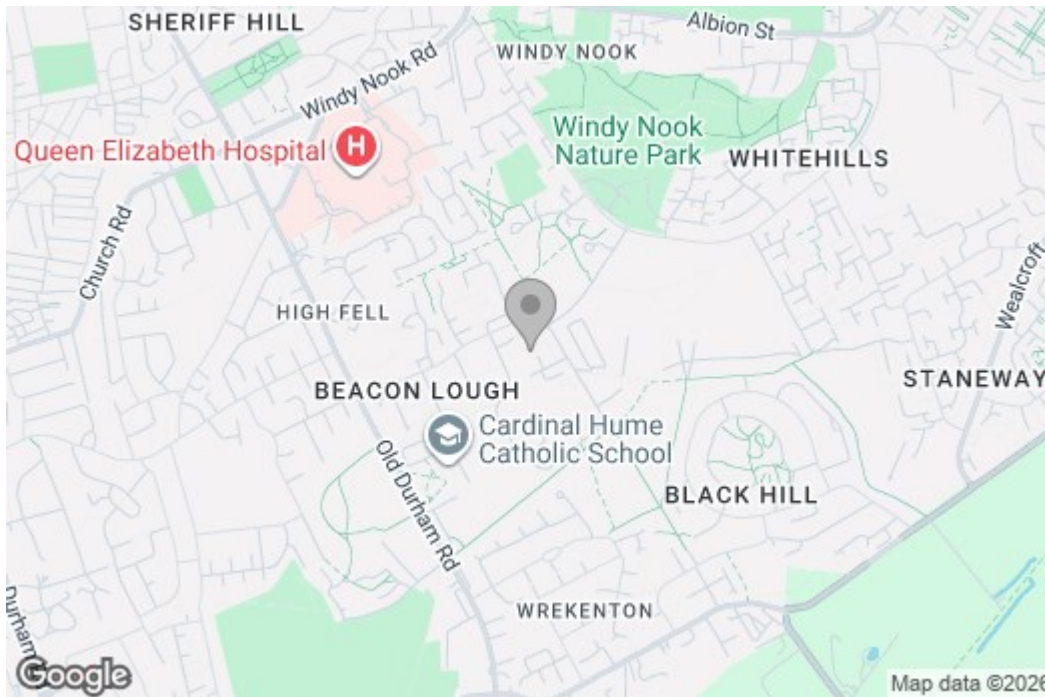 SHERIFF HILL
Albion St
WINDY NOOK
Windy Nook Rd
Queen Elizabeth Hospital
H
Windy Nook
Nature Park
WHITEHILLS
Church Rd
Wealcroft
HIGH FELL
BEACON LOUGH
STANEWAY
Cardinal Hume
Catholic School
Old Durham Rd
BLACK HILL
WREKENTON
Durham
Google
Map data ©2026